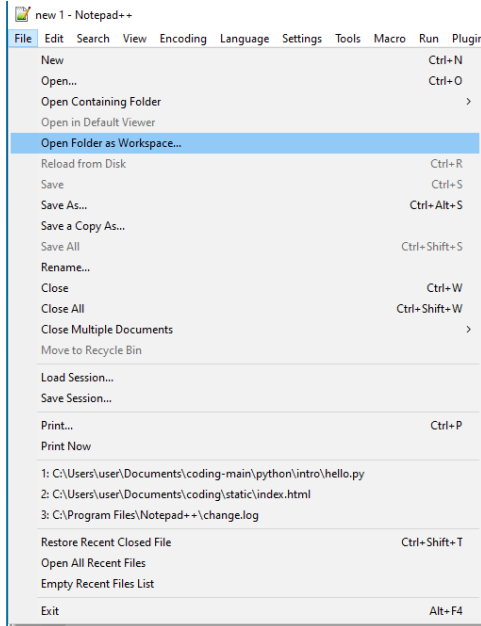 new 1 - Notepad++
File Edit Search View Encoding Language Settings Tools Macro Run Plugin
New Ctrl+N
Open... Ctrl+O
Open Containing Folder >
Open in Default Viewer
Open Folder as Workspace...
Reload from Disk Ctrl+R
Save Ctrl+S
Save As... Ctrl+Alt+S
Save a Copy As...
Save All Ctrl+Shift+S
Rename...
Close Ctrl+W
Close All Ctrl+Shift+W
Close Multiple Documents >
Move to Recycle Bin
Load Session...
Save Session...
Print... Ctrl+P
Print Now
1: C:\Users\user\Documents\coding-main\python\intro\hello.py
2: C:\Users\user\Documents\coding\static\index.html
3: C:\Program Files\Notepad++\change.log
Restore Recent Closed File Ctrl+Shift+T
Open All Recent Files
Empty Recent Files List
Exit Alt+F4